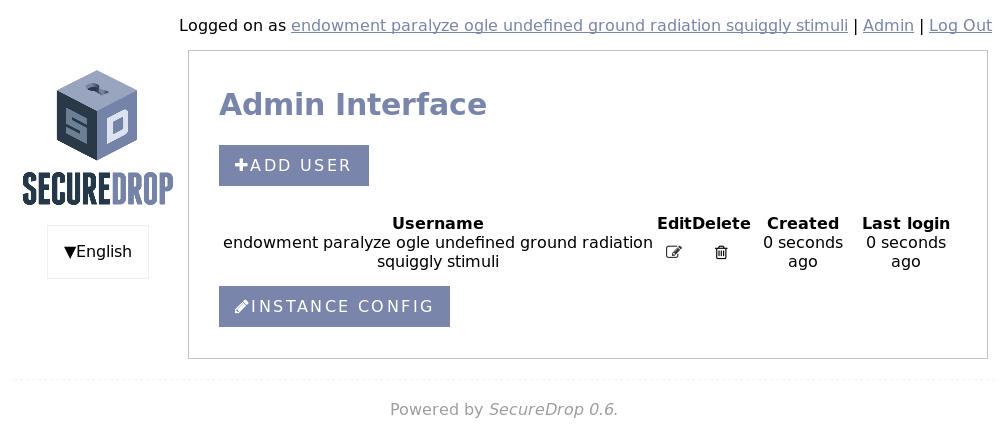 Logged on as endowment paralyze ogle undefined ground radiation squiggly stimuli | Admin | Log Out
SD
SECUREDROP
▼English
Admin Interface
ADD USER
Username Edit Delete Created Last login
endowment paralyze ogle undefined ground radiation squiggly stimuli 0 seconds ago 0 seconds ago
INSTANCE CONFIG
Powered by SecureDrop 0.6.